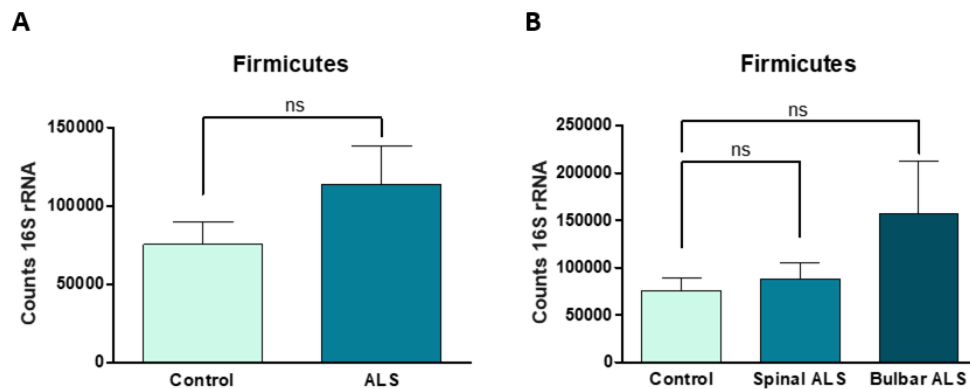 A
Firmicutes
ns
150000
100000
50000
0
Counts 16S rRNA
Control ALS
B
Firmicutes
ns
ns
250000
200000
150000
100000
50000
0
Counts 16S rRNA
Control Spinal ALS Bulbar ALS